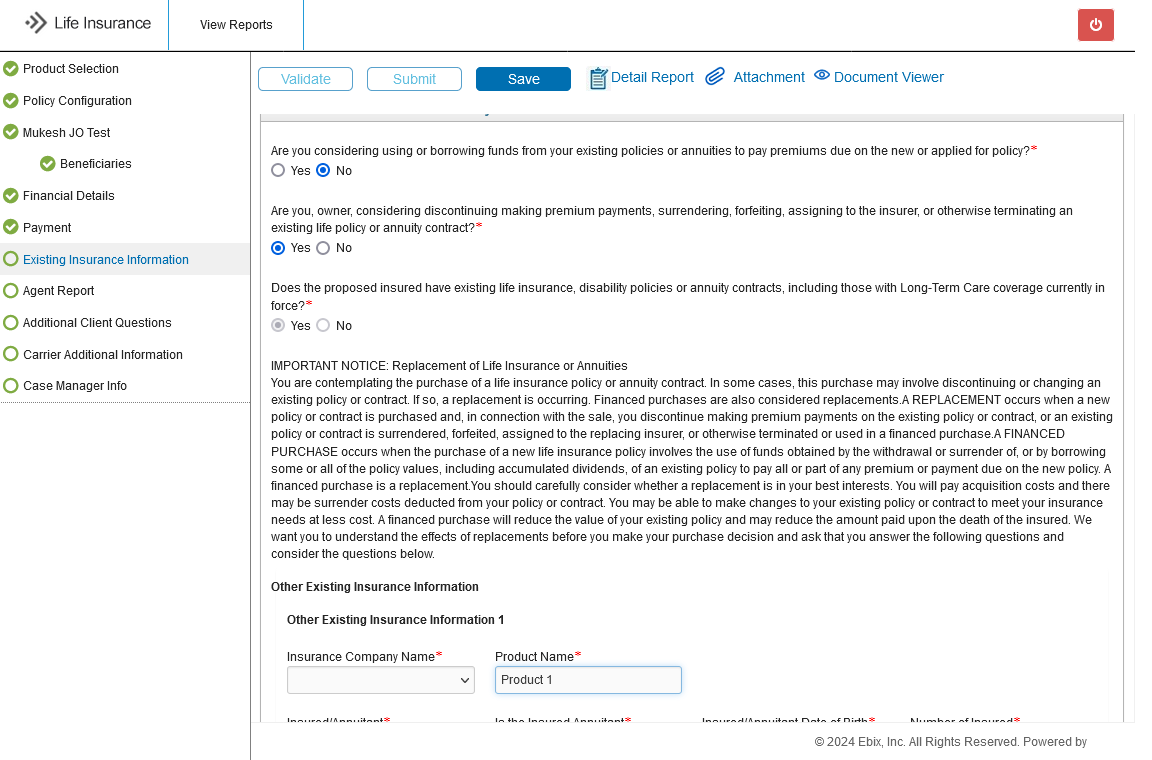 Life Insurance
View Reports
Product Selection
Policy Configuration
Mukesh JO Test
Beneficiaries
Financial Details
Payment
Existing Insurance Information
Agent Report
Additional Client Questions
Carrier Additional Information
Case Manager Info
Validate
Submit
Save
Detail Report
Attachment
Document Viewer
Are you considering using or borrowing funds from your existing policies or annuities to pay premiums due on the new or applied for policy?*
Yes No
Are you, owner, considering discontinuing making premium payments, surrendering, forfeiting, assigning to the insurer, or otherwise terminating an
existing life policy or annuity contract?*
Yes No
Does the proposed insured have existing life insurance, disability policies or annuity contracts, including those with Long-Term Care coverage currently in
force?*
Yes No
IMPORTANT NOTICE: Replacement of Life Insurance or Annuities
You are contemplating the purchase of a life insurance policy or annuity contract. In some cases, this purchase may involve discontinuing or changing an
existing policy or contract. If so, a replacement is occurring. Financed purchases are also considered replacements.A REPLACEMENT occurs when a new
policy or contract is purchased and, in connection with the sale, you discontinue making premium payments on the existing policy or contract, or an existing
policy or contract is surrendered, forfeited, assigned to the replacing insurer, or otherwise terminated or used in a financed purchase.A FINANCED
PURCHASE occurs when the purchase of a new life insurance policy involves the use of funds obtained by the withdrawal or surrender of, or by borrowing
some or all of the policy values, including accumulated dividends, of an existing policy to pay all or part of any premium or payment due on the new policy. A
financed purchase is a replacement.You should carefully consider whether a replacement is in your best interests. You will pay acquisition costs and there
may be surrender costs deducted from your policy or contract. You may be able to make changes to your existing policy or contract to meet your insurance
needs at less cost. A financed purchase will reduce the value of your existing policy and may reduce the amount paid upon the death of the insured. We
want you to understand the effects of replacements before you make your purchase decision and ask that you answer the following questions and
consider the questions below.
Other Existing Insurance Information
Other Existing Insurance Information 1
Insurance Company Name*
Product Name*
Product 1
Insured/Annuitant*
Is the Insured Annuitant*
Insured/Annuitant Date of Birth*
Number of Insured*
© 2024 Ebix, Inc. All Rights Reserved. Powered by